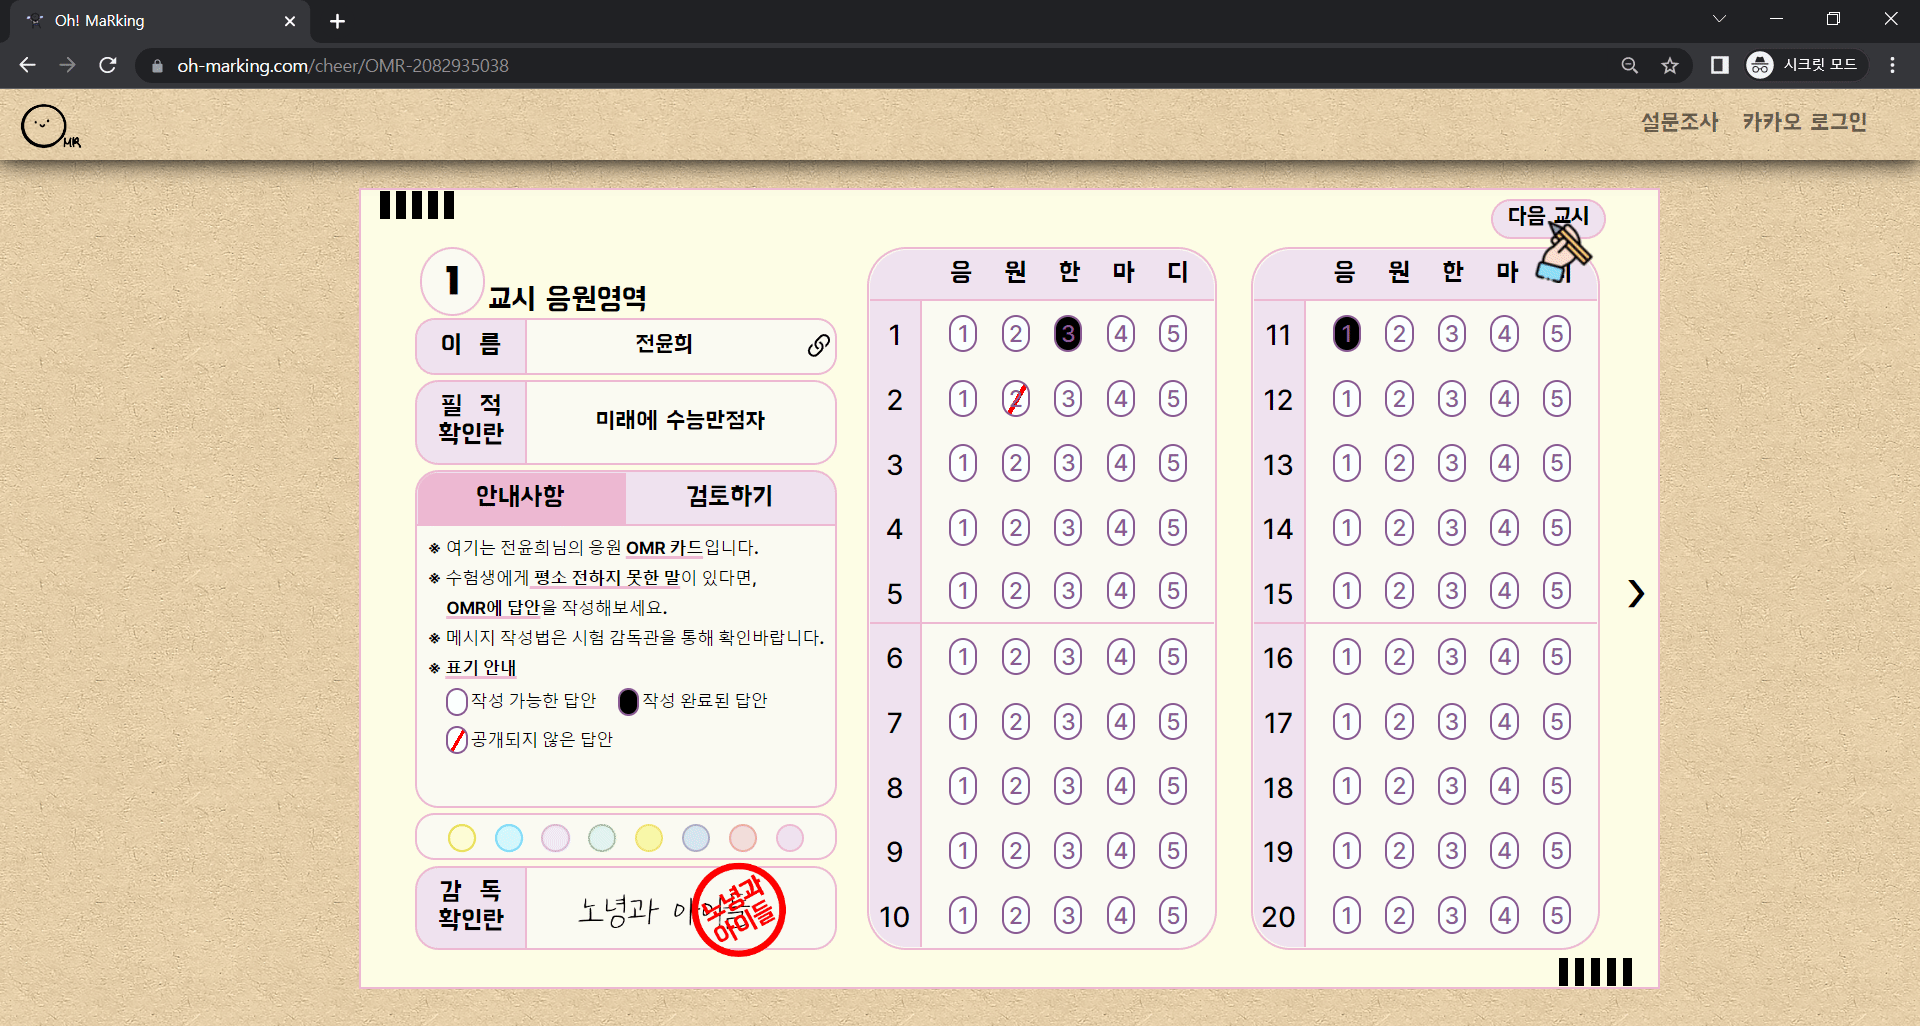 Oh! MaRking
oh-marking.com/cheer/OMR-2082935038
시크릿 모드
MR
설문조사 카카오 로그인
다음 교시
1 교시 응원영역
이 름 전윤희
필 적
확인란
미래에 수능만점자
안내사항 검토하기
※ 여기는 전윤희님의 응원 OMR 카드입니다.
※ 수험생에게 평소 전하지 못한 말이 있다면,
OMR에 답안을 작성해보세요.
※ 메시지 작성법은 시험 감독관을 통해 확인바랍니다.
※ 표기 안내
작성 가능한 답안 작성 완료된 답안
공개되지 않은 답안
감 독
확인란
노녕과 아이들
노녕과
아이들
응 원 한 마 디
1 1 2 3 4 5
2 1 2 3 4 5
3 1 2 3 4 5
4 1 2 3 4 5
5 1 2 3 4 5
6 1 2 3 4 5
7 1 2 3 4 5
8 1 2 3 4 5
9 1 2 3 4 5
10 1 2 3 4 5
응 원 한 마 디
11 1 2 3 4 5
12 1 2 3 4 5
13 1 2 3 4 5
14 1 2 3 4 5
15 1 2 3 4 5
16 1 2 3 4 5
17 1 2 3 4 5
18 1 2 3 4 5
19 1 2 3 4 5
20 1 2 3 4 5